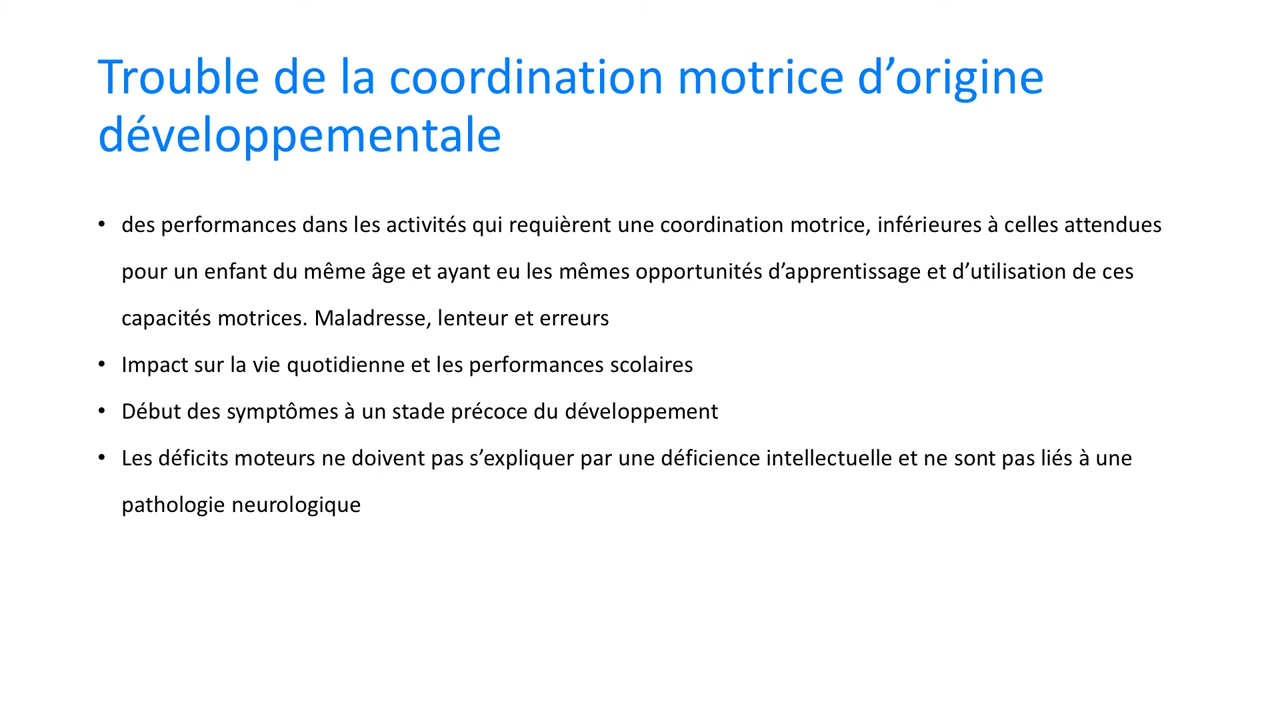 Trouble de la coordination motrice d’origine
développementale
• des performances dans les activités qui requièrent une coordination motrice, inférieures à celles attendues
pour un enfant du même âge et ayant eu les mêmes opportunités d’apprentissage et d’utilisation de ces
capacités motrices. Maladresse, lenteur et erreurs
• Impact sur la vie quotidienne et les performances scolaires
• Début des symptômes à un stade précoce du développement
• Les déficits moteurs ne doivent pas s’expliquer par une déficience intellectuelle et ne sont pas liés à une
pathologie neurologique